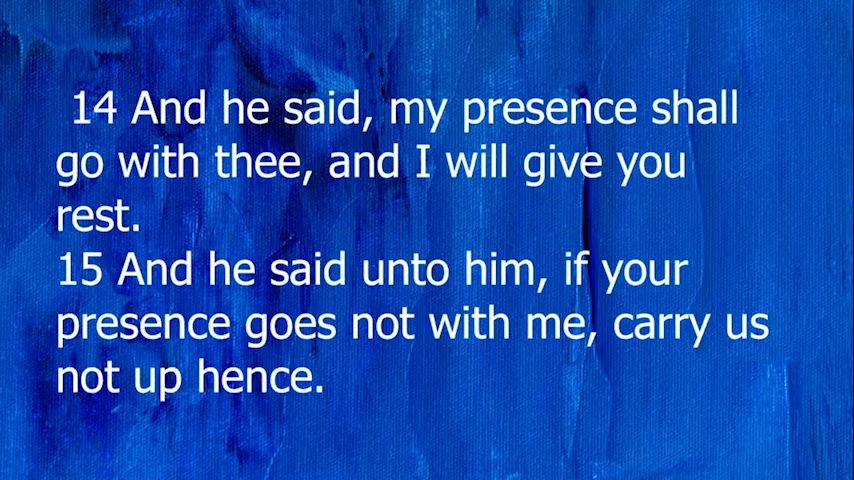 14 And he said, my presence shall
go with thee, and I will give you
rest.
15 And he said unto him, if your
presence goes not with me, carry us
not up hence.